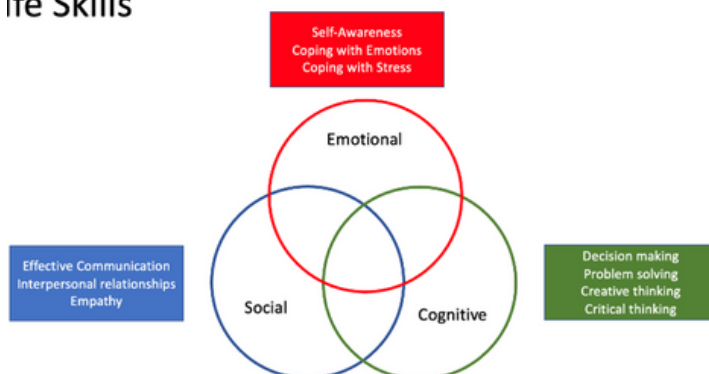 ife Skills
Self-Awareness
Coping with Emotions
Coping with Stress
Emotional
Effective Communication
Interpersonal relationships
Empathy
Social
Cognitive
Decision making
Problem solving
Creative thinking
Critical thinking